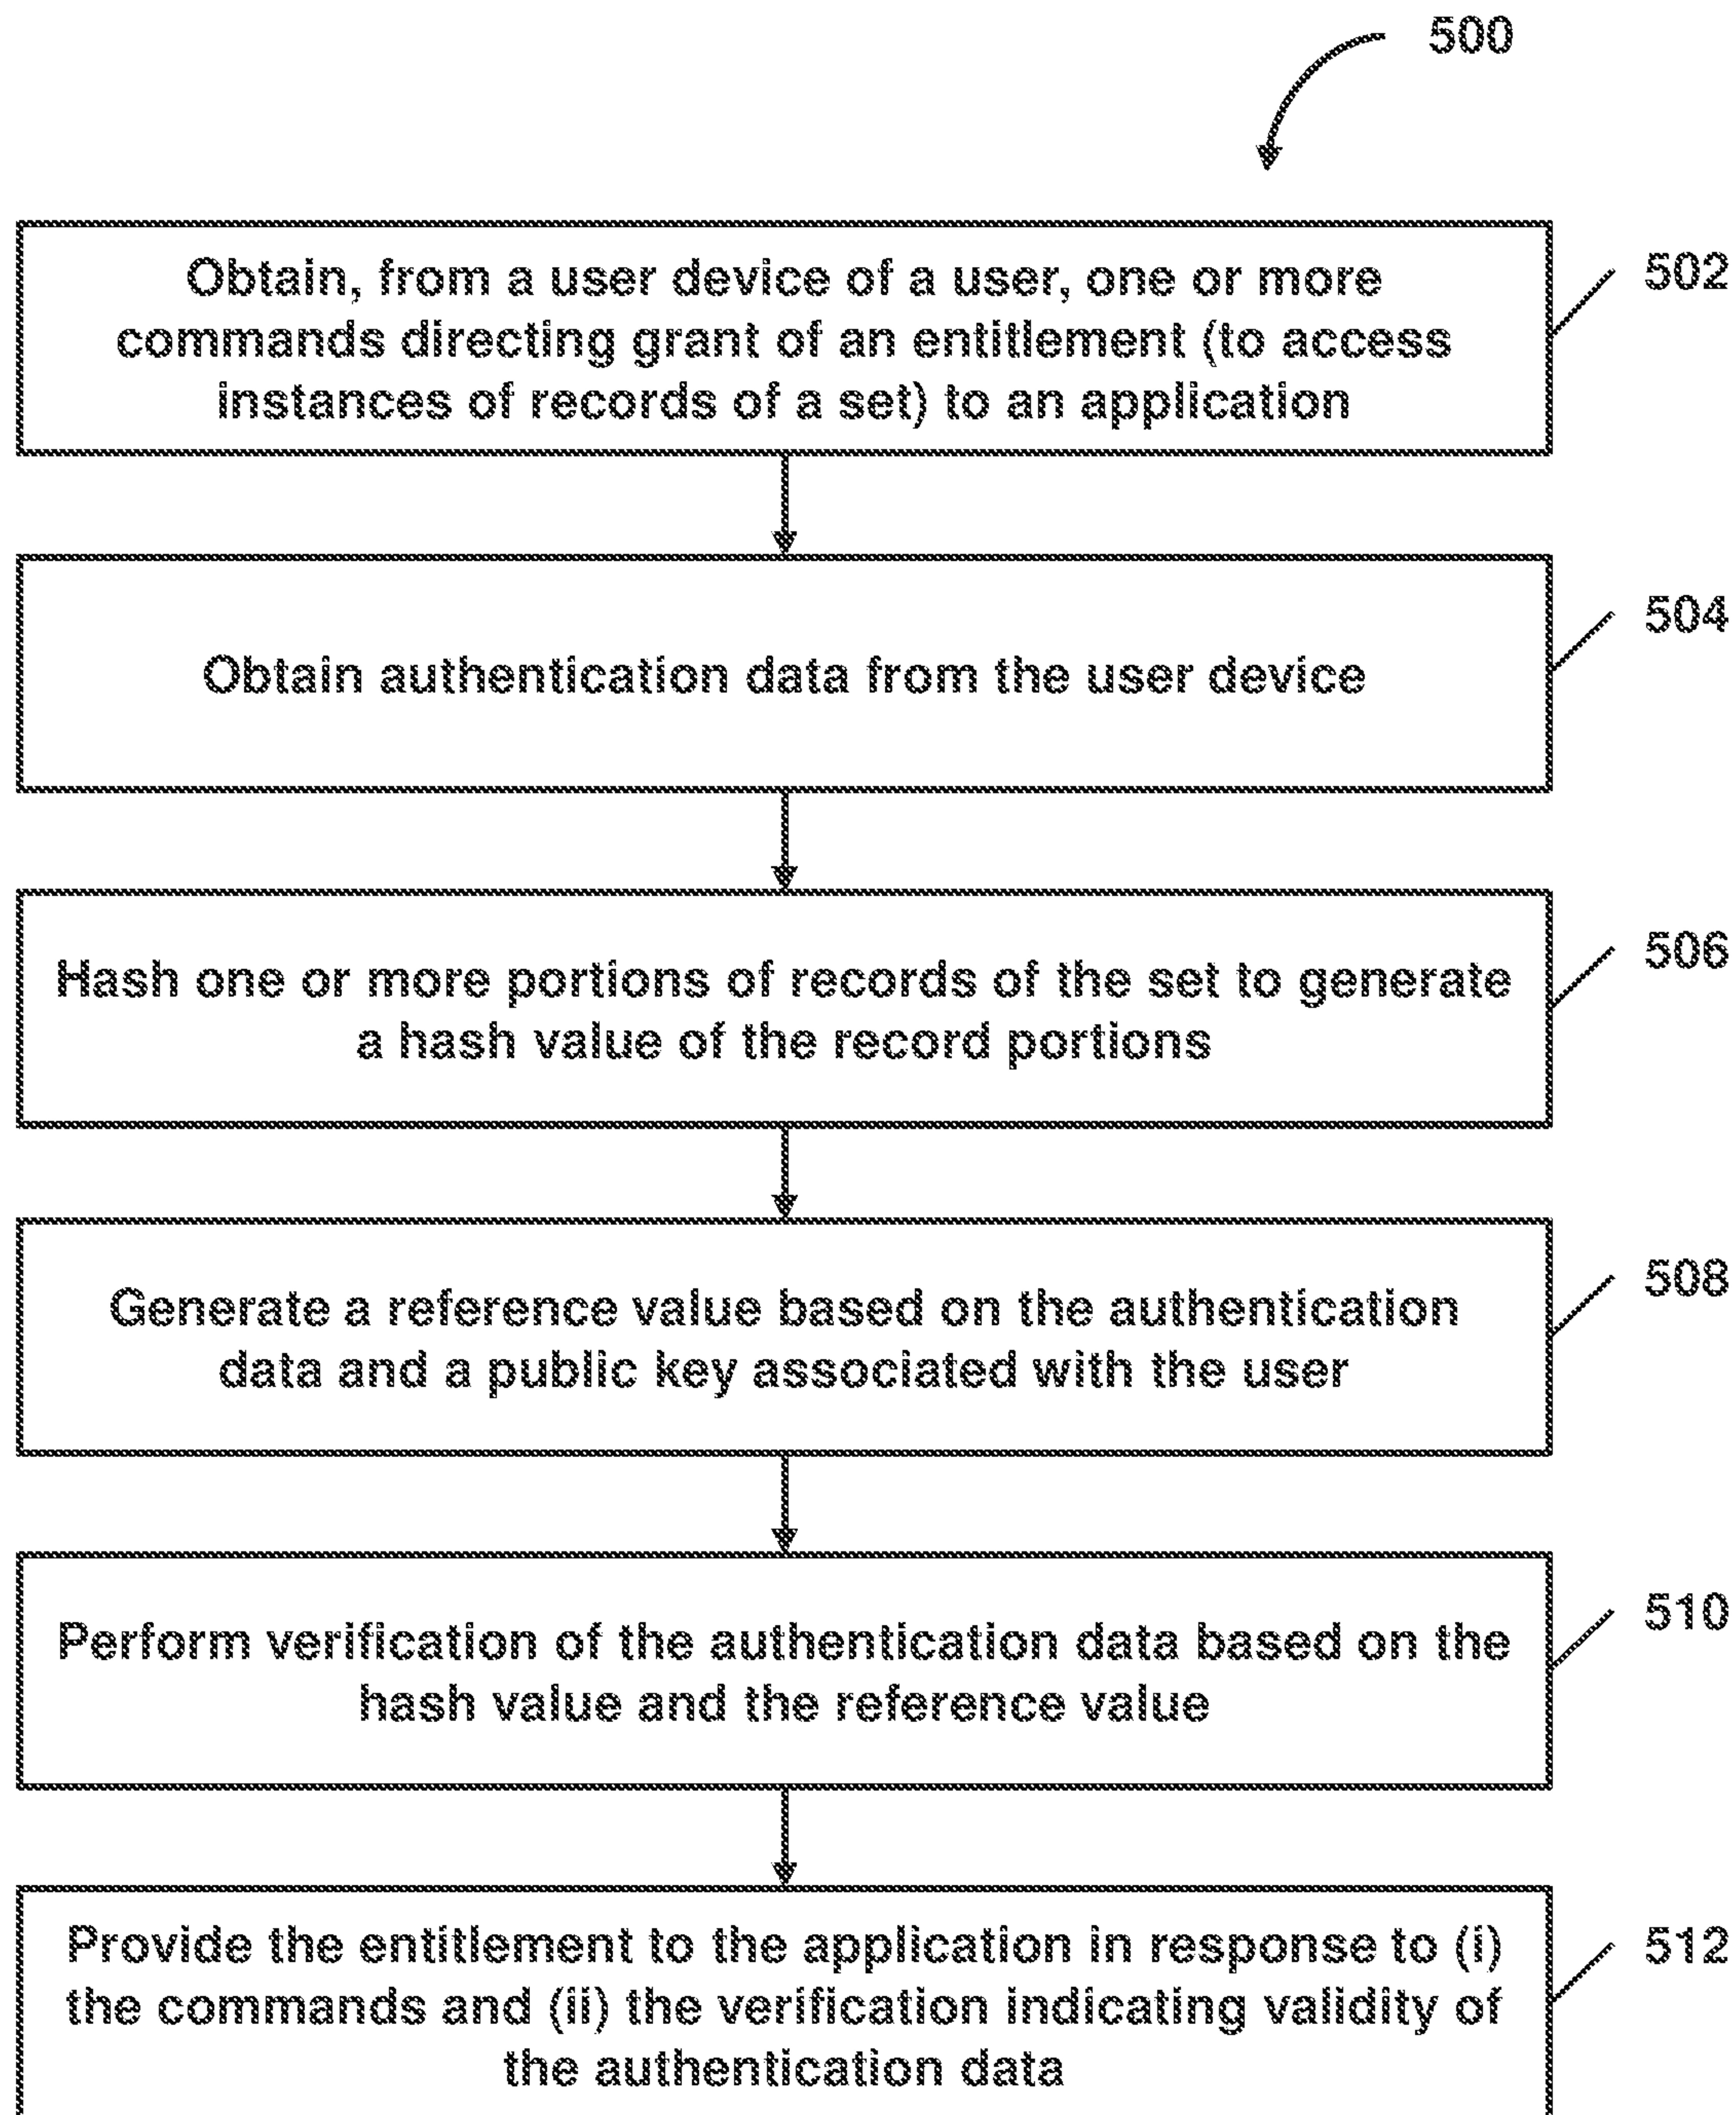 500
Obtain, from a user device of a user, one or more
commands directing grant of an entitlement (to access
instances of records of a set) to an application
502
Obtain authentication data from the user device
504
Hash one or more portions of records of the set to generate
a hash value of the record portions
506
Generate a reference value based on the authentication
data and a public key associated with the user
508
Perform verification of the authentication data based on the
hash value and the reference value
510
Provide the entitlement to the application in response to (i)
the commands and (ii) the verification indicating validity of
the authentication data
512